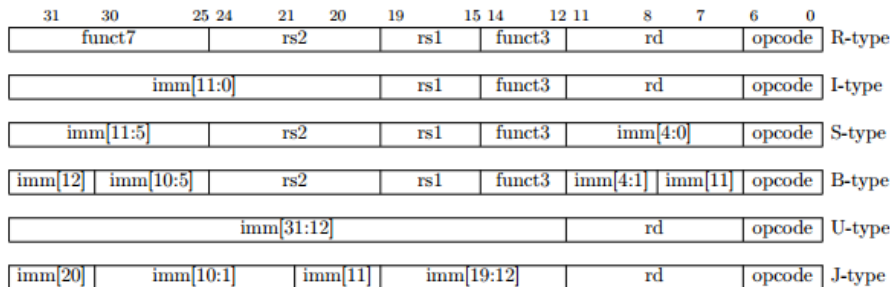 31 30 25 24 21 20 19 15 14 12 11 8 7 6 0
funct7 rs2 rs1 funct3 rd opcode R-type
imm[11:0] rs1 funct3 rd opcode I-type
imm[11:5] rs2 rs1 funct3 imm[4:0] opcode S-type
imm[12] imm[10:5] rs2 rs1 funct3 imm[4:1] imm[11] opcode B-type
imm[31:12] rd opcode U-type
imm[20] imm[10:1] imm[11] imm[19:12] rd opcode J-type